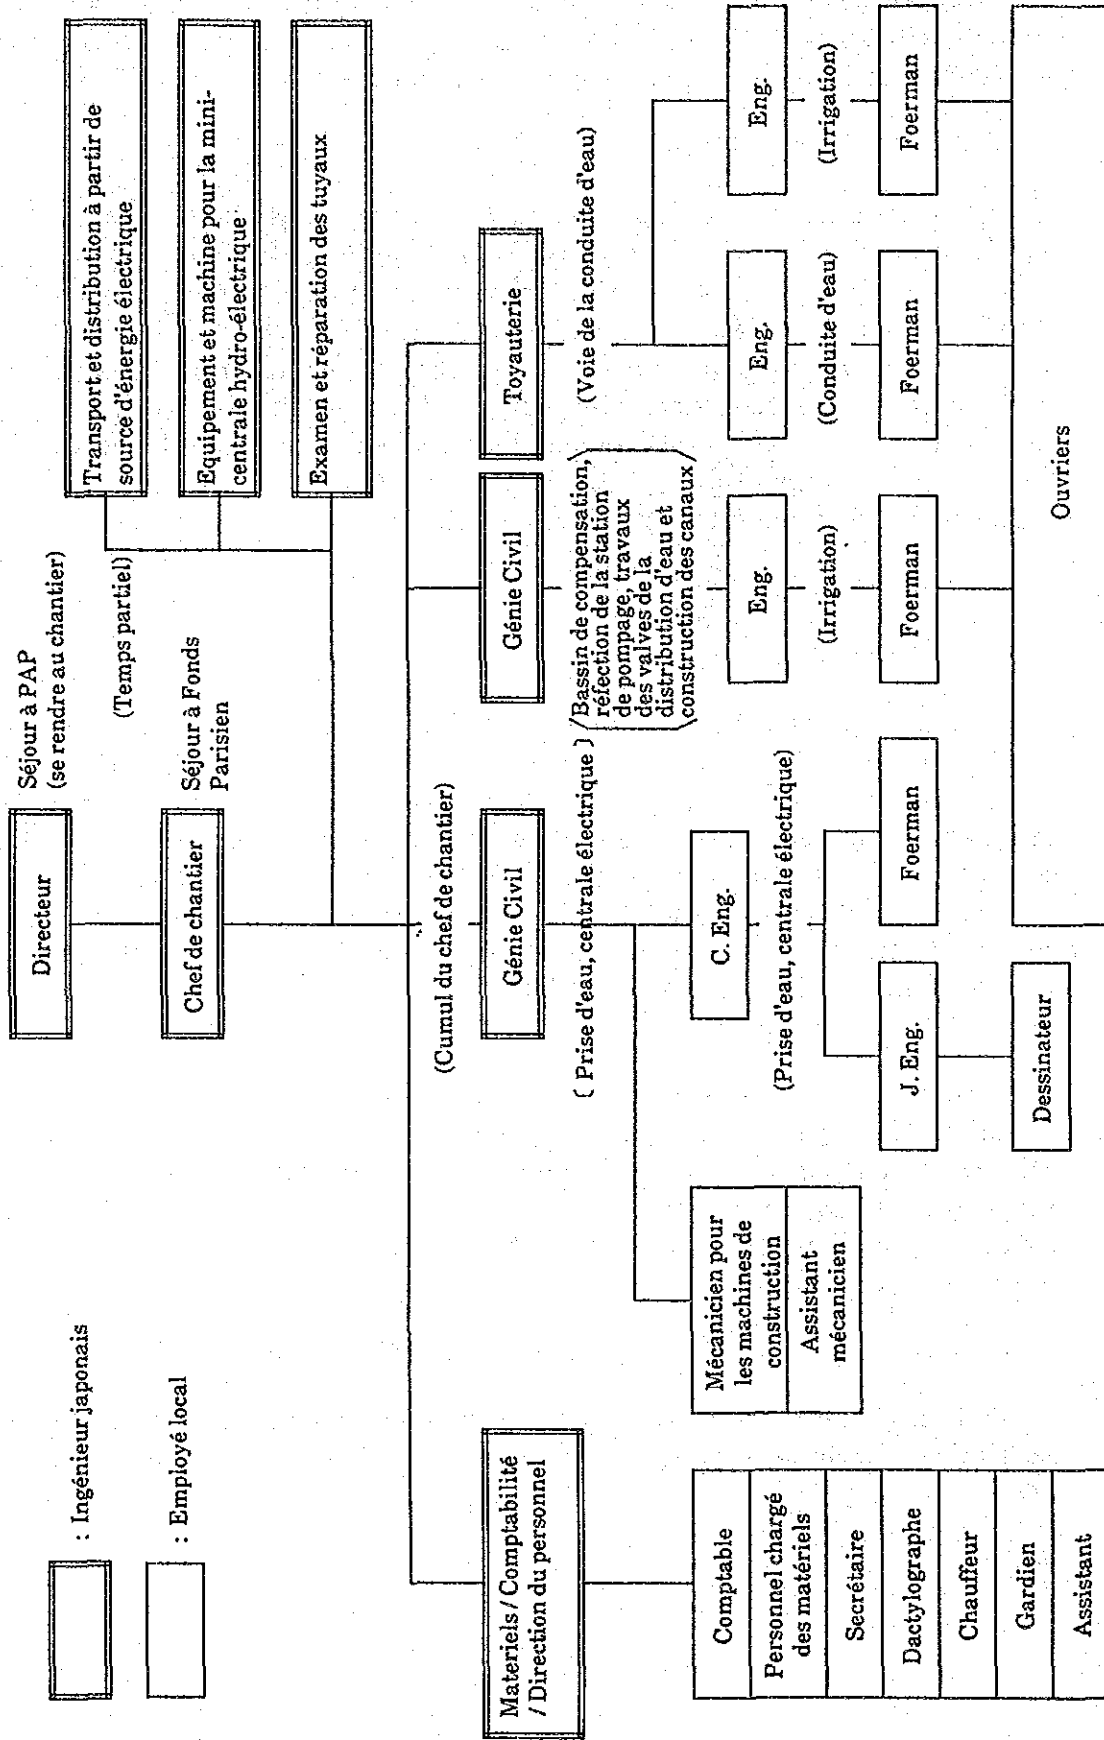 : Ingénieur japonais
: Employé local
Directeur
Séjour à PAP
(se rendre au chantier)
(Temps partiel)
Chef de chantier
Séjour à Fonds
Parisien
Transport et distribution à partir de
source d'énergie électrique
Equipement et machine pour la mini-
centrale hydro-électrique
Examen et réparation des tuyaux
(Cumul du chef de chantier)
Materiels / Comptabilité
/ Direction du personnel
Génie Civil
Génie Civil
Toyauterie
(Prise d'eau, centrale électrique)
(Bassin de compensation,
réfection de la station
de pompage, travaux
des valves de la
distribution d'eau et
construction des canaux)
(Voie de la conduite d'eau)
Comptable
Personnel chargé
des matériels
Secrétaire
Dactylographe
Chauffeur
Gardien
Assistant
Mécanicien pour
les machines de
construction
Assistant
mécanicien
C. Eng.
(Prise d'eau, centrale électrique)
J. Eng.
Foerman
Dessinateur
Eng.
(Irrigation)
Foerman
Eng.
(Conduite d'eau)
Foerman
Eng.
(Irrigation)
Foerman
Ouvriers